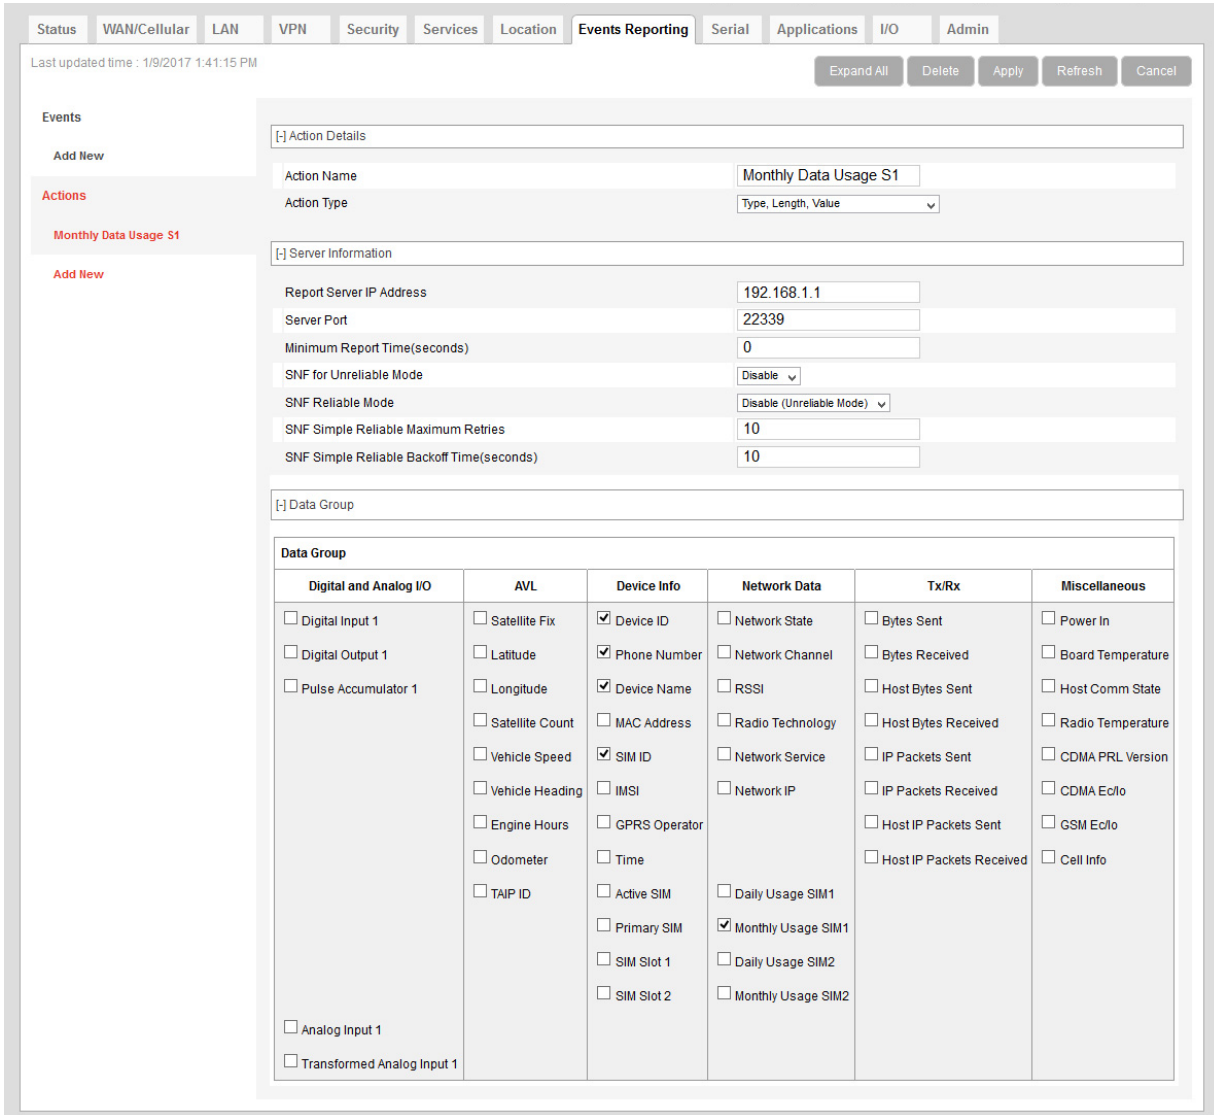 Status WAN/Cellular LAN VPN Security Services Location Events Reporting Serial Applications I/O Admin
Last updated time : 1/9/2017 1:41:15 PM
Expand All Delete Apply Refresh Cancel
Events
Add New
Actions
Monthly Data Usage S1
Add New
[-] Action Details
Action Name Monthly Data Usage S1
Action Type Type, Length, Value
[-] Server Information
Report Server IP Address 192.168.1.1
Server Port 22339
Minimum Report Time(seconds) 0
SNF for Unreliable Mode Disable
SNF Reliable Mode Disable (Unreliable Mode)
SNF Simple Reliable Maximum Retries 10
SNF Simple Reliable Backoff Time(seconds) 10
[-] Data Group
Data Group
Digital and Analog I/O AVL Device Info Network Data Tx/Rx Miscellaneous
Digital Input 1 Satellite Fix Device ID Network State Bytes Sent Power In
Digital Output 1 Latitude Phone Number Network Channel Bytes Received Board Temperature
Pulse Accumulator 1 Longitude Device Name RSSI Host Bytes Sent Host Comm State
Satellite Count MAC Address Radio Technology Host Bytes Received Radio Temperature
Vehicle Speed SIM ID Network Service IP Packets Sent CDMA PRL Version
Vehicle Heading IMSI Network IP IP Packets Received CDMA Ec/Io
Engine Hours GPRS Operator Host IP Packets Sent GSM Ec/Io
Odometer Time Host IP Packets Received Cell Info
TAIP ID Active SIM Daily Usage SIM1
Primary SIM Monthly Usage SIM1
SIM Slot 1 Daily Usage SIM2
SIM Slot 2 Monthly Usage SIM2
Analog Input 1
Transformed Analog Input 1